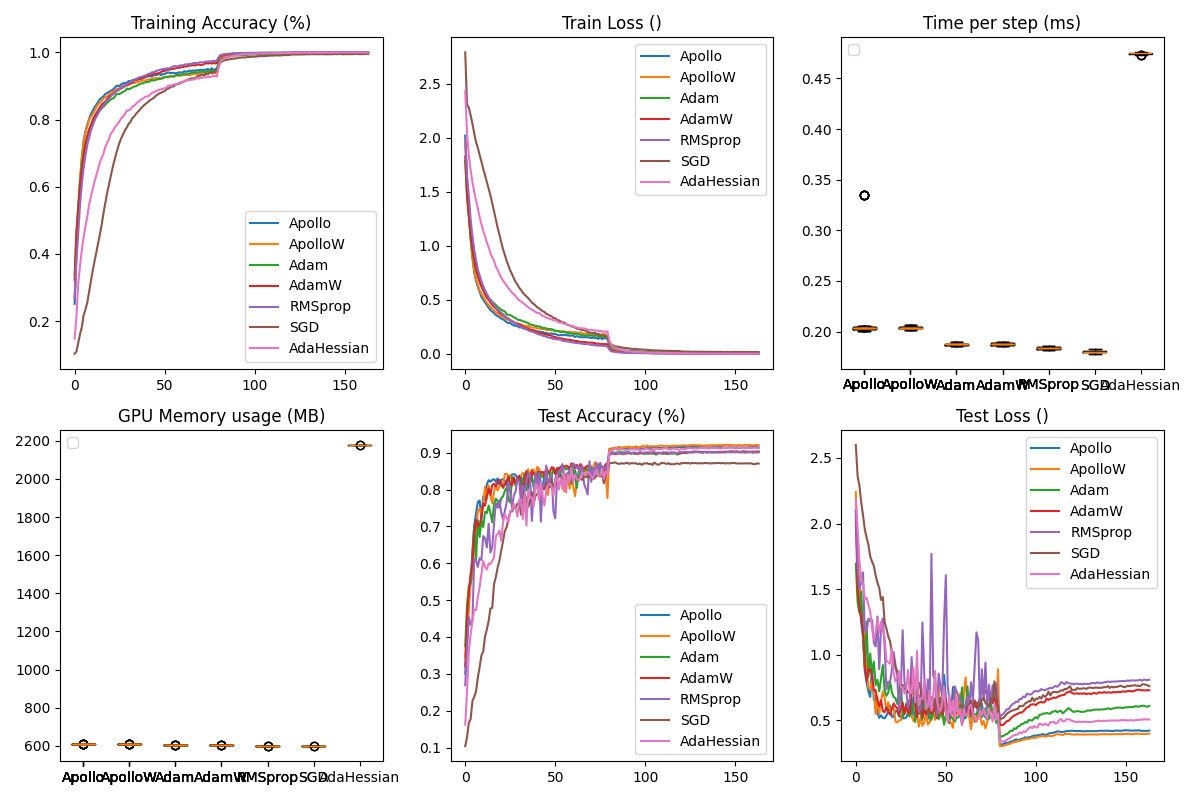 Training Accuracy (%)
1.0
0.8
0.6
0.4
0.2
0
50
100
150
Apollo
ApolloW
Adam
AdamW
RMSprop
SGD
AdaHessian
Train Loss ()
2.5
2.0
1.5
1.0
0.5
0.0
0
50
100
150
Apollo
ApolloW
Adam
AdamW
RMSprop
SGD
AdaHessian
Time per step (ms)
0.45
0.40
0.35
0.30
0.25
0.20
Apollo ApolloW Adam AdamW RMSprop SGD AdaHessian
GPU Memory usage (MB)
2200
2000
1800
1600
1400
1200
1000
800
600
Apollo ApolloW Adam AdamW RMSprop SGD AdaHessian
Test Accuracy (%)
0.9
0.8
0.7
0.6
0.5
0.4
0.3
0.2
0.1
0
50
100
150
Apollo
ApolloW
Adam
AdamW
RMSprop
SGD
AdaHessian
Test Loss ()
2.5
2.0
1.5
1.0
0.5
0
50
100
150
Apollo
ApolloW
Adam
AdamW
RMSprop
SGD
AdaHessian